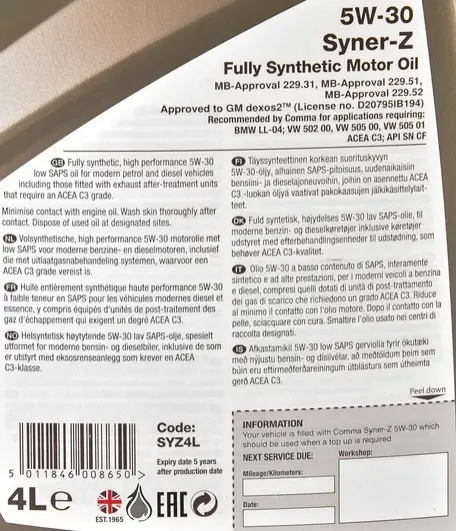 5W-30
Syner-Z
Fully Synthetic Motor Oil
MB-Approval 229.31, MB-Approval 229.51,
MB-Approval 229.52
Approved to GM dexos2™ (License no. D20795IB194)
Recommended by Comma for applications requiring:
BMW LL-04; VW 502 00, VW 505 00, VW 505 01
ACEA C3; API SN CF
GB Fully synthetic, high performance 5W-30
low SAPS oil for modern petrol and diesel vehicles
including those fitted with exhaust after-treatment units
that require an ACEA C3 grade.
Minimise contact with engine oil. Wash skin thoroughly after
contact. Dispose of used oil at designated sites.
NL Volsynthetische, high performance 5W-30 motorolie met
low SAPS voor moderne benzine- en dieselmotoren, inclusief
die met uitlaatgasnabehandeling systemen, waarvoor een
ACEA C3 grade vereist is.
FR Huile entièrement synthétique haute performance 5W-30
à faible teneur en SAPS pour les véhicules modernes diesel et
essence, y compris équipés d'unités de post-traitement des
gaz d'échappement qui exigent un degré ACEA C3.
NO Helsyntetisk høytytende 5W-30 lav SAPS-olje, spesielt
utformet for moderne bensin- og dieselbiler, inklusive de som
er utstyrt med eksosrenseanlegg som krever en ACEA
C3-klasse.
FI Täyssynteettinen korkean suorituskyvyn
5W-30-öljy, alhainen SAPS-pitoisuus, uudenaikaisiin
bensiini- ja dieselajoneuvoihin, joihin on asennettu ACEA
C3 -luokan öljyä vaativat pakokaasujen jälkikäsittelylait-
teet.
DK Fuld syntetisk, højydelses 5W-30 lav SAPS-olie, til
moderne benzin- og dieselkøretøjer inklusive køretøjer
udstyret med efterbehandlingsenheder til udstødning, som
behøver ACEA C3-kvalitet.
IT Olio 5W-30 a basso contenuto di SAPS, interamente
sintetico e ad alte prestazioni, per i moderni veicoli a benzina
e diesel, compresi quelli dotati di unità di post-trattamento
dei gas di scarico che richiedono un grado ACEA C3. Ridurre
al minimo il contatto con l'olio motore. Dopo il contatto con la
pelle, sciacquare con cura. Smaltire l'olio usato nei centri di
raccolta designati.
IS Afkastamikil 5W-30 low SAPS gerviolía fyrir ökutæki
með nýjustu bensín- og dísilvélar, að meðtöldum þeim sem
búin eru eftirmeðferðareiningum útblásturs sem útheimta
gerð ACEA C3.
Peel down
5 011846 008650 >
Code:
SYZ4L
Expiry date 5 years
after production date
4L e
EST.1965
EAC
INFORMATION
Your vehicle is filled with Comma Syner-Z 5W-30 which
should be used when a top up is required
NEXT SERVICE DUE:
Workshop:
Mileage/Kilometers:
Date: